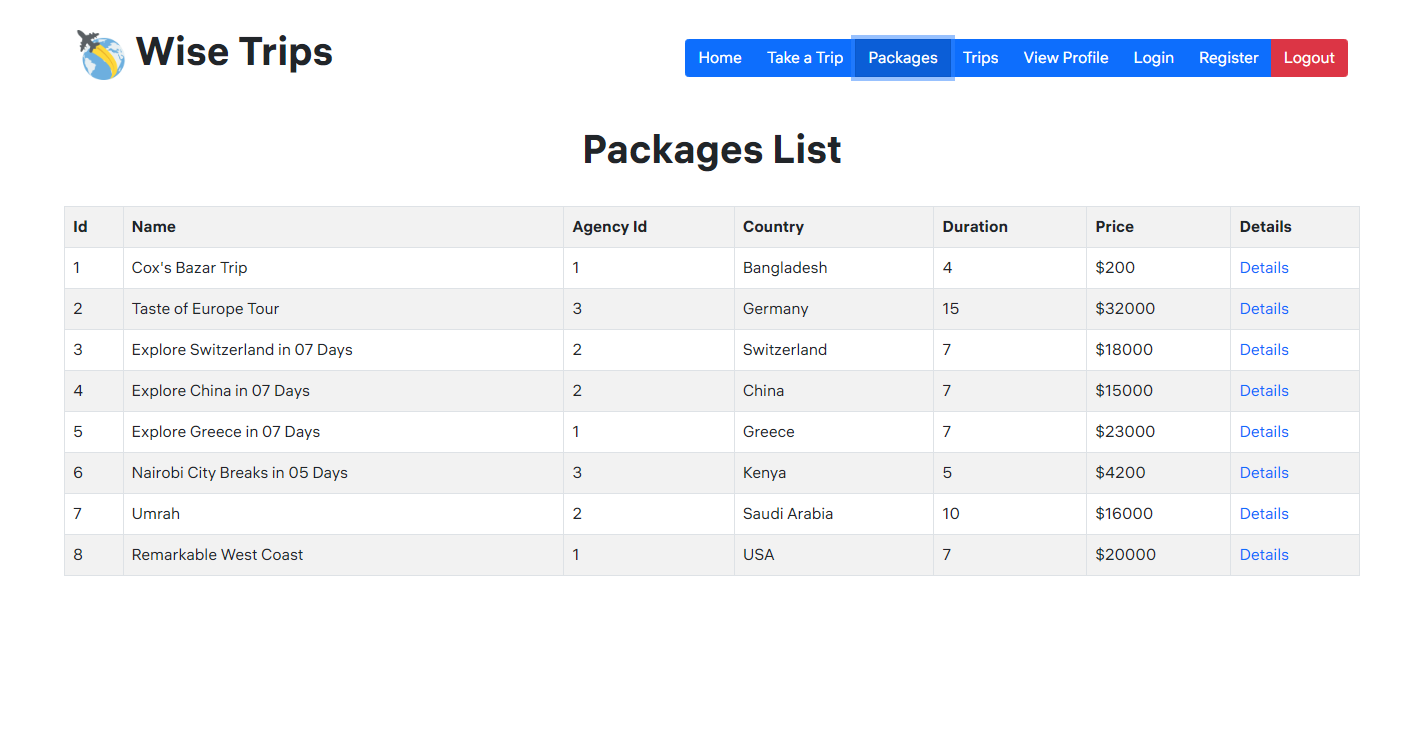 Wise Trips
Home Take a Trip Packages Trips View Profile Login Register Logout
Packages List
Id Name Agency Id Country Duration Price Details
1 Cox's Bazar Trip 1 Bangladesh 4 $200 Details
2 Taste of Europe Tour 3 Germany 15 $32000 Details
3 Explore Switzerland in 07 Days 2 Switzerland 7 $18000 Details
4 Explore China in 07 Days 2 China 7 $15000 Details
5 Explore Greece in 07 Days 1 Greece 7 $23000 Details
6 Nairobi City Breaks in 05 Days 3 Kenya 5 $4200 Details
7 Umrah 2 Saudi Arabia 10 $16000 Details
8 Remarkable West Coast 1 USA 7 $20000 Details